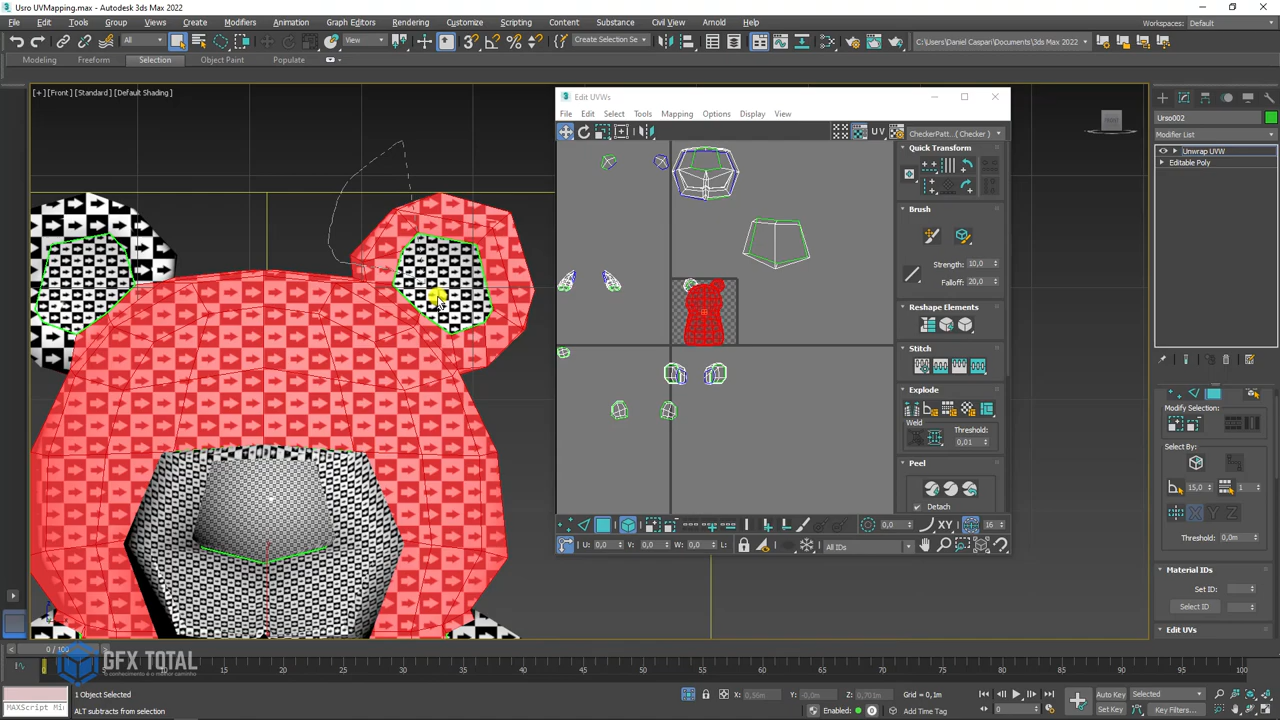 Usro UVMapping.max - Autodesk 3ds Max 2022
File Edit Tools Group Views Create Modifiers Animation Graph Editors Rendering Customize Scripting Content Substance Civil View Arnold Help
Workspaces: Default
All
View
Create Selection Se
C:\Users\Daniel Caspari\Documents\3ds Max 2022
Modeling Freeform Selection Object Paint Populate
[+] [Front] [Standard] [Default Shading]
Edit UVWs
File Edit Select Tools Mapping Options Display View
UV CheckerPatt... ( Checker )
Quick Transform
Brush
Strength: 10,0
Falloff: 20,0
Reshape Elements
Stitch
Explode
Weld Threshold:
0,01
Peel
Detach
0,0 XY 16
U: 0,0 V: 0,0 W: 0,0 L: All IDs
Urso002
Modifier List
Unwrap UVW
Editable Poly
Modify Selection:
Select By:
15,0 1
X Y Z
Threshold: 0,0m
Material IDs
Set ID:
Select ID
Edit UVs
0 / 100
GFX TOTAL
o conhecimento é o melhor caminho
0 15 20 25 30 35 40 45 50 55 60 65 70 75 80 85 90 95 100
MAXScript Mi
1 Object Selected
ALT subtracts from selection
X: 0,56m Y: -0,0m Z: 0,701m Grid = 0,1m
Enabled: Add Time Tag
0
Auto Key Selected
Set Key Key Filters...